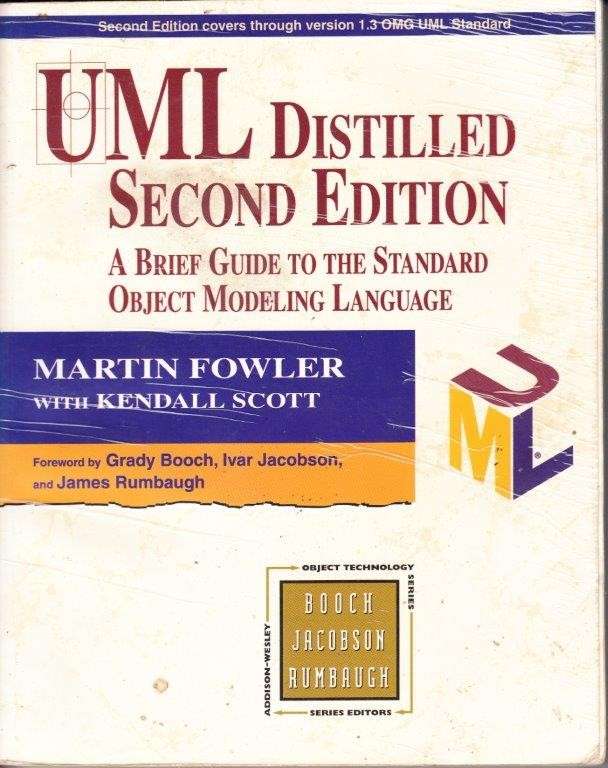 Second Edition covers through version 1.3 OMG UML Standard
UML DISTILLED
SECOND EDITION
A BRIEF GUIDE TO THE STANDARD
OBJECT MODELING LANGUAGE
MARTIN FOWLER
WITH KENDALL SCOTT
Foreword by Grady Booch, Ivar Jacobson,
and James Rumbaugh
UML®
OBJECT TECHNOLOGY
SERIES
BOOCH
JACOBSON
RUMBAUGH
ADDISON-WESLEY
SERIES EDITORS